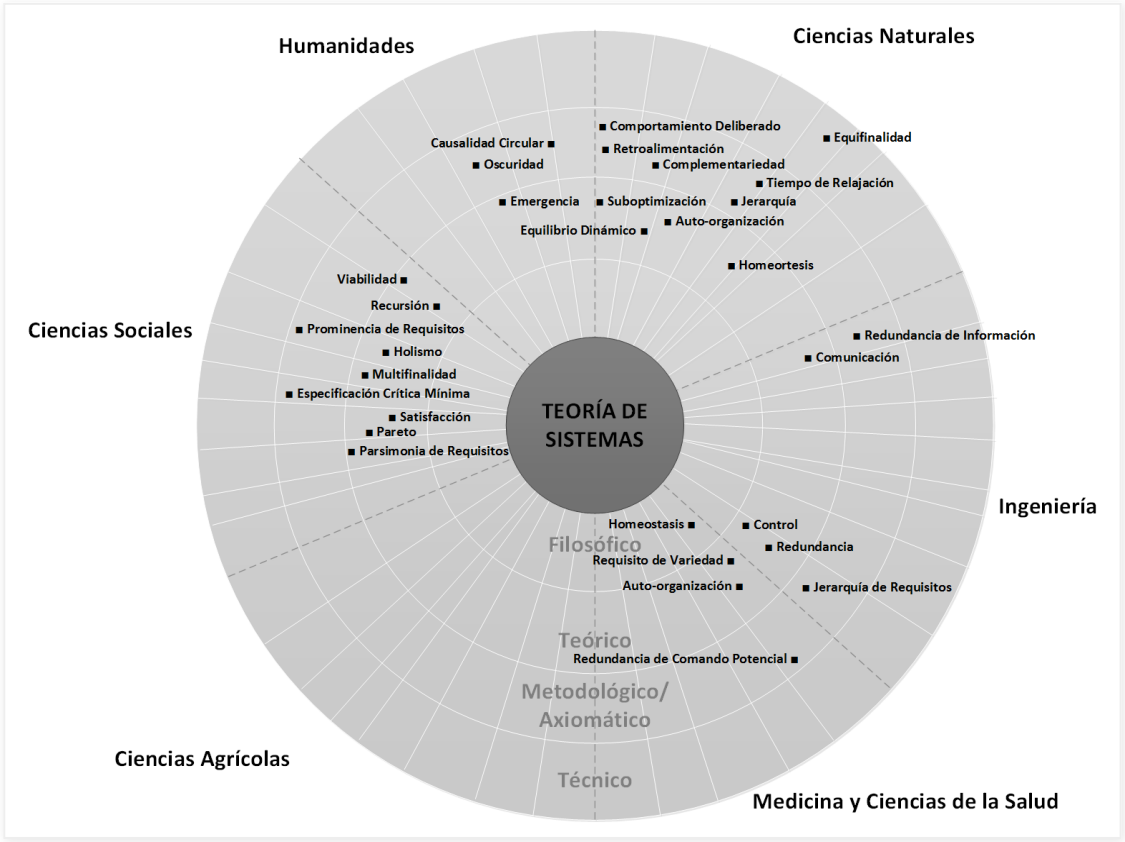 Humanidades
Ciencias Naturales
Comportamiento Deliberado
Equifinalidad
Causalidad Circular
Retroalimentación
Oscuridad
Complementariedad
Tiempo de Relajación
Emergencia
Suboptimización
Jerarquía
Auto-organización
Equilibrio Dinámico
Homeortesis
Viabilidad
Recursión
Ciencias Sociales
Prominencia de Requisitos
Redundancia de Información
Holismo
Comunicación
Multifinalidad
Especificación Crítica Mínima
Satisfacción
Pareto
Parsimonia de Requisitos
TEORÍA DE
SISTEMAS
Ingeniería
Homeostasis
Control
Filosófico
Redundancia
Requisito de Variedad
Auto-organización
Jerarquía de Requisitos
Teórico
Redundancia de Comando Potencial
Metodológico/
Axiomático
Ciencias Agrícolas
Técnico
Medicina y Ciencias de la Salud